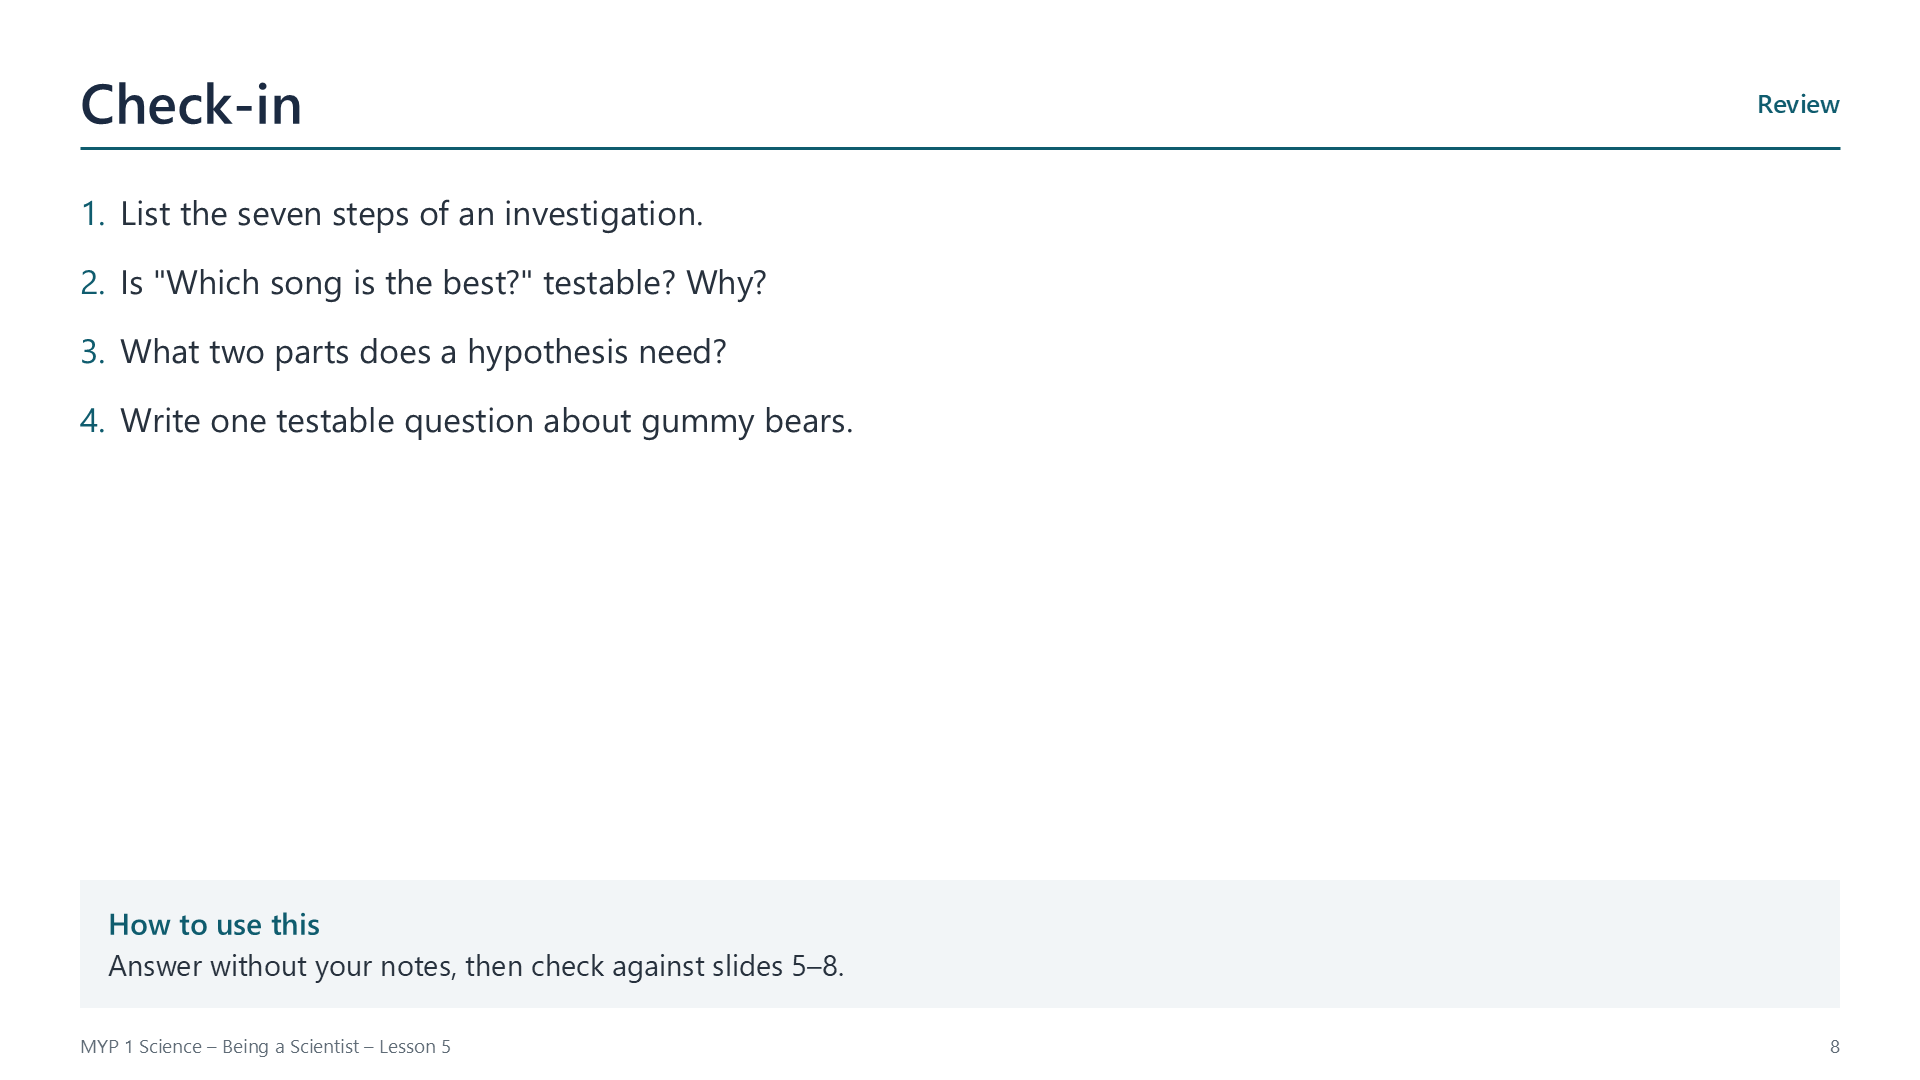 Check-in
Review
1. List the seven steps of an investigation.
2. Is "Which song is the best?" testable? Why?
3. What two parts does a hypothesis need?
4. Write one testable question about gummy bears.
How to use this
Answer without your notes, then check against slides 5–8.
MYP 1 Science – Being a Scientist – Lesson 5
8